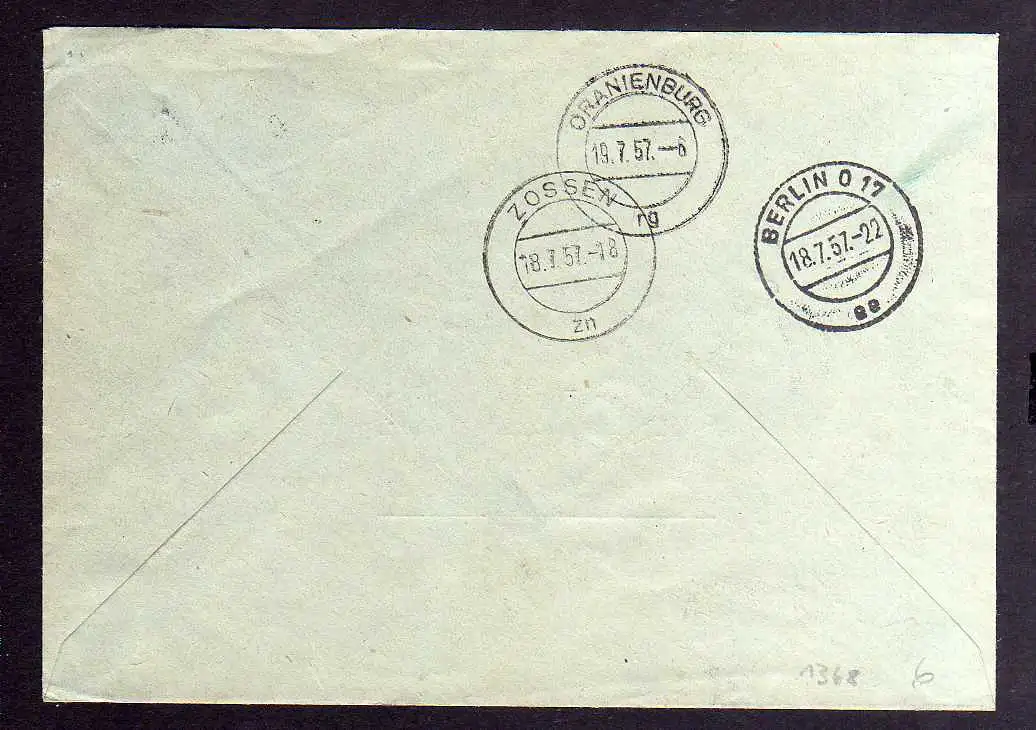 ORANIENBURG
19.7.57.-6
rg
ZOSSEN
18.7.57.-18
zn
BERLIN O 17
18.7.57.-22
1368
6